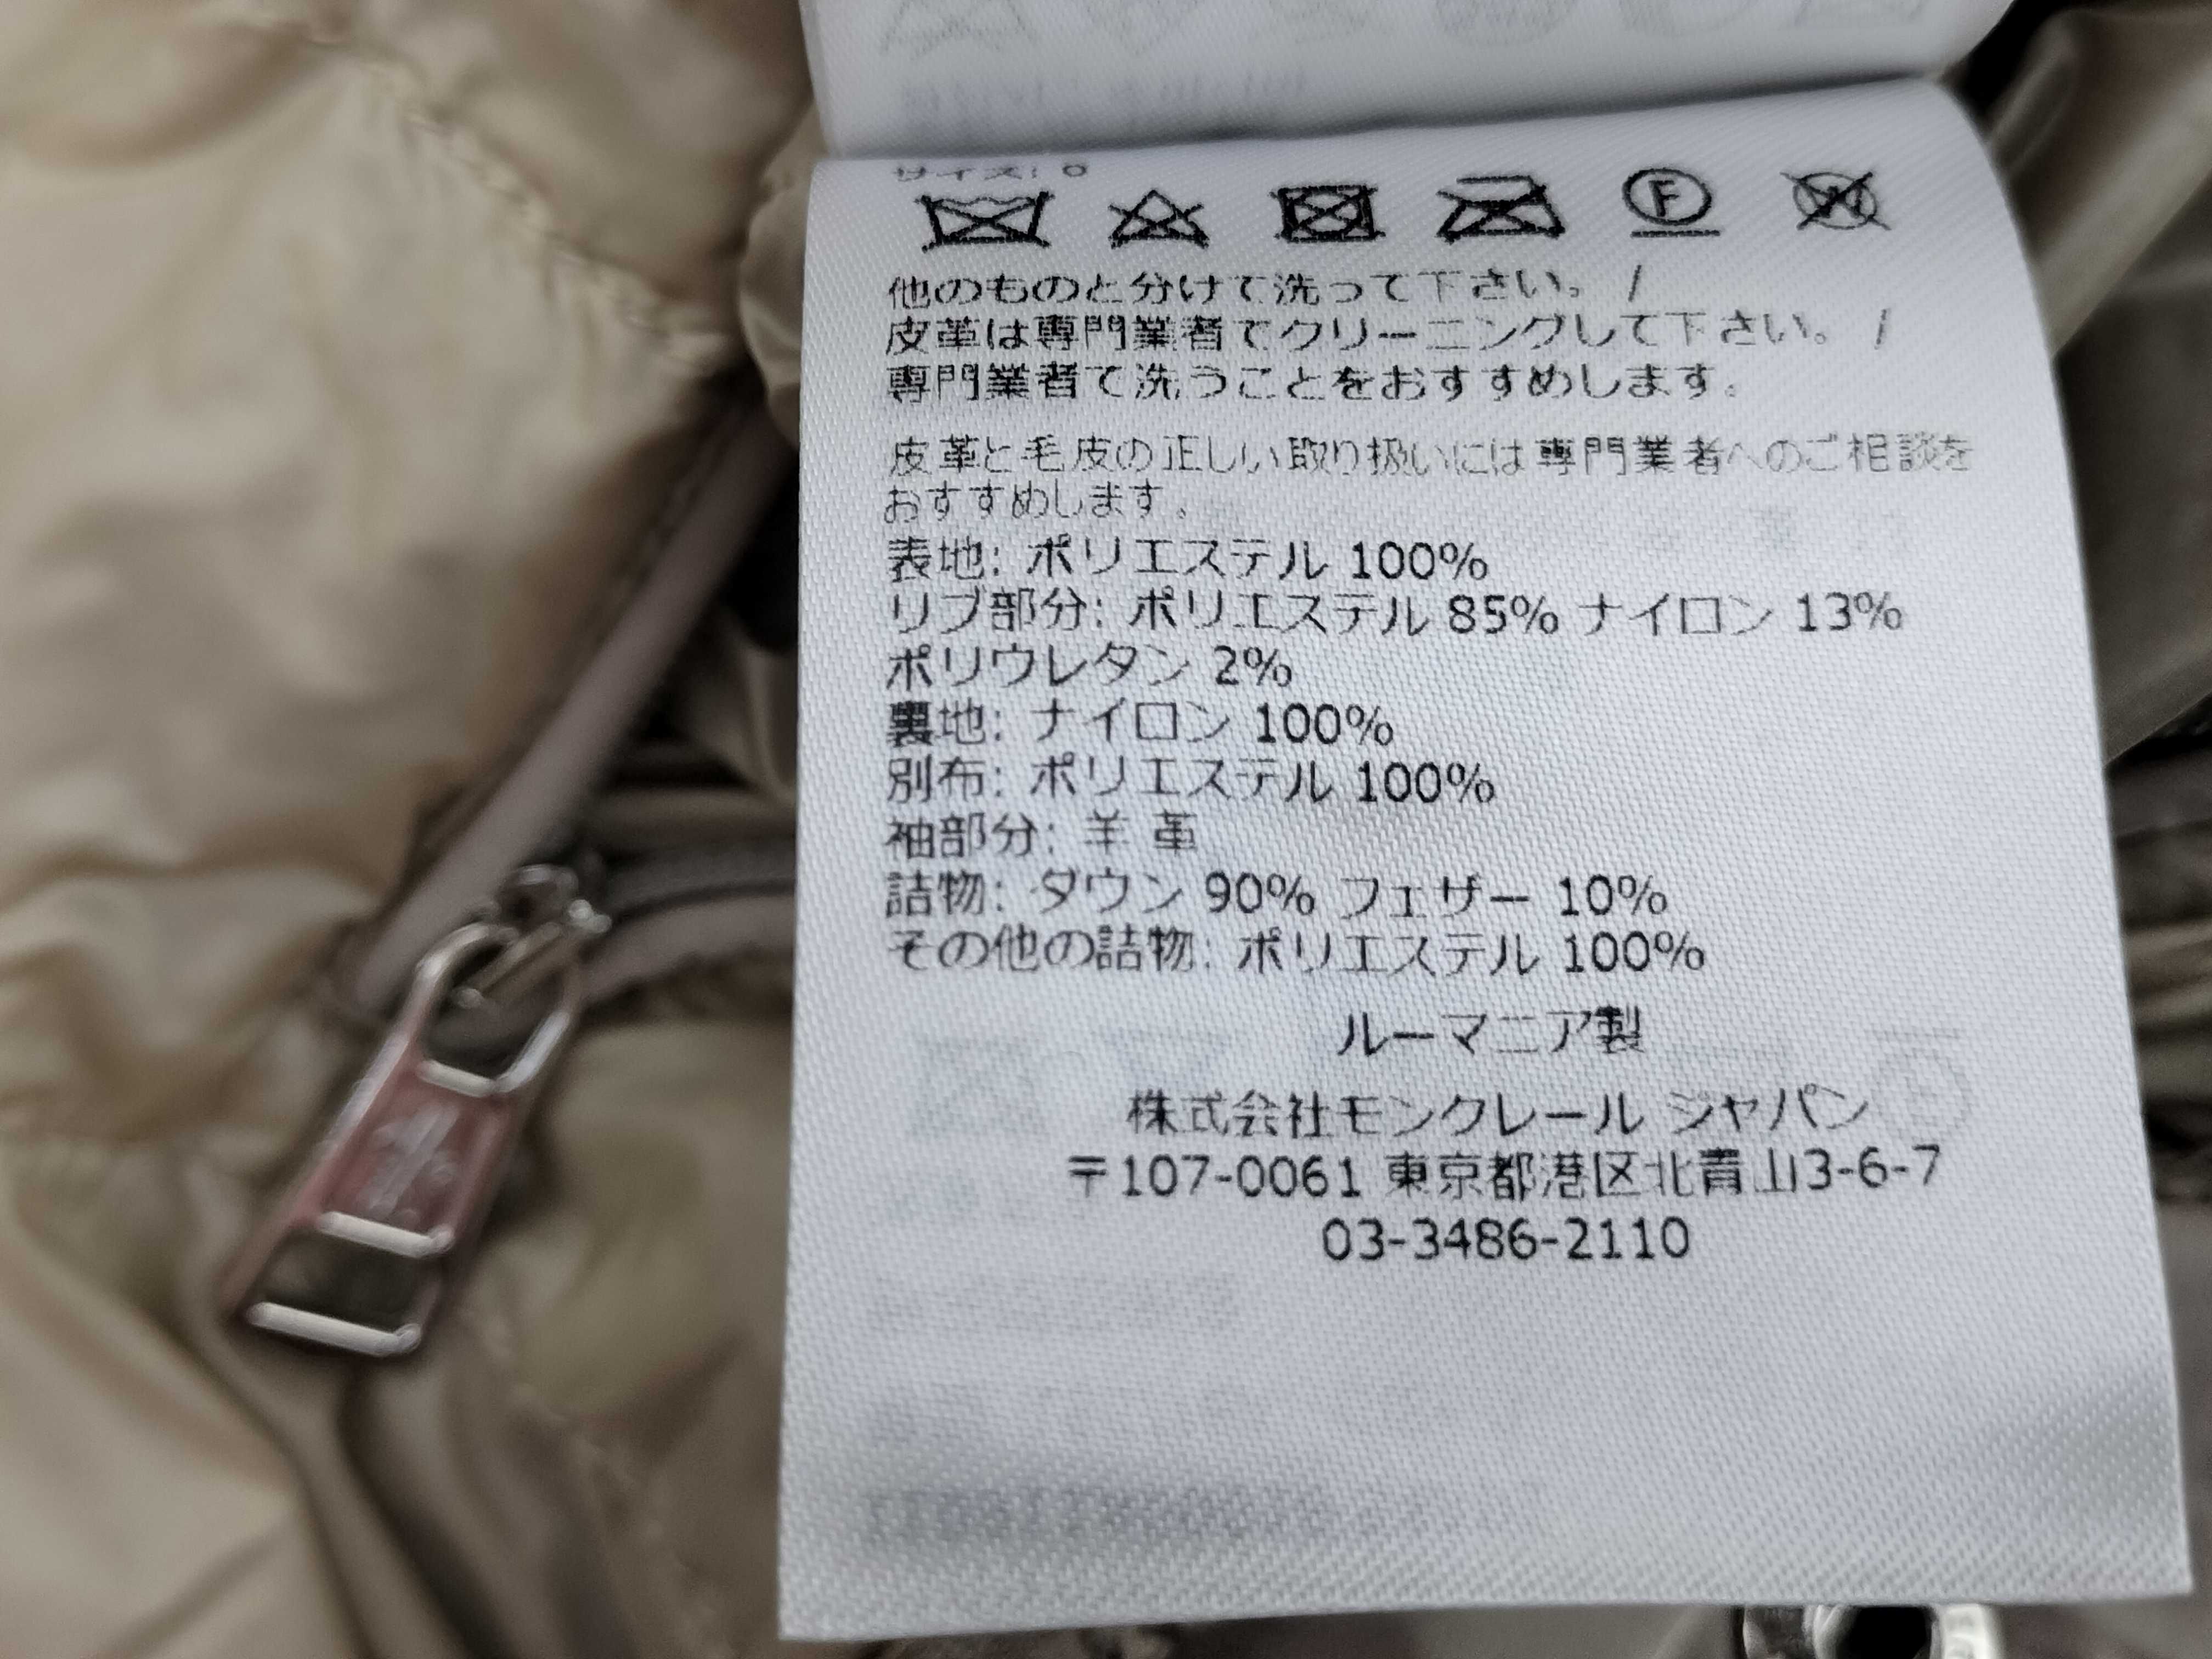 サイズ: 6
F
W
他のものと分けて洗って下さい。 /
皮革は専門業者でクリーニングして下さい。 /
専門業者で洗うことをおすすめします。
皮革と毛皮の正しい取り扱いには専門業者へのご相談を
おすすめします。
表地: ポリエステル 100%
リブ部分: ポリエステル 85% ナイロン 13%
ポリウレタン 2%
裏地: ナイロン 100%
別布: ポリエステル 100%
袖部分: 羊 革
詰物: ダウン 90% フェザー 10%
その他の詰物: ポリエステル 100%
ルーマニア製
株式会社モンクレール ジャパン
〒107-0061 東京都港区北青山3-6-7
03-3486-2110